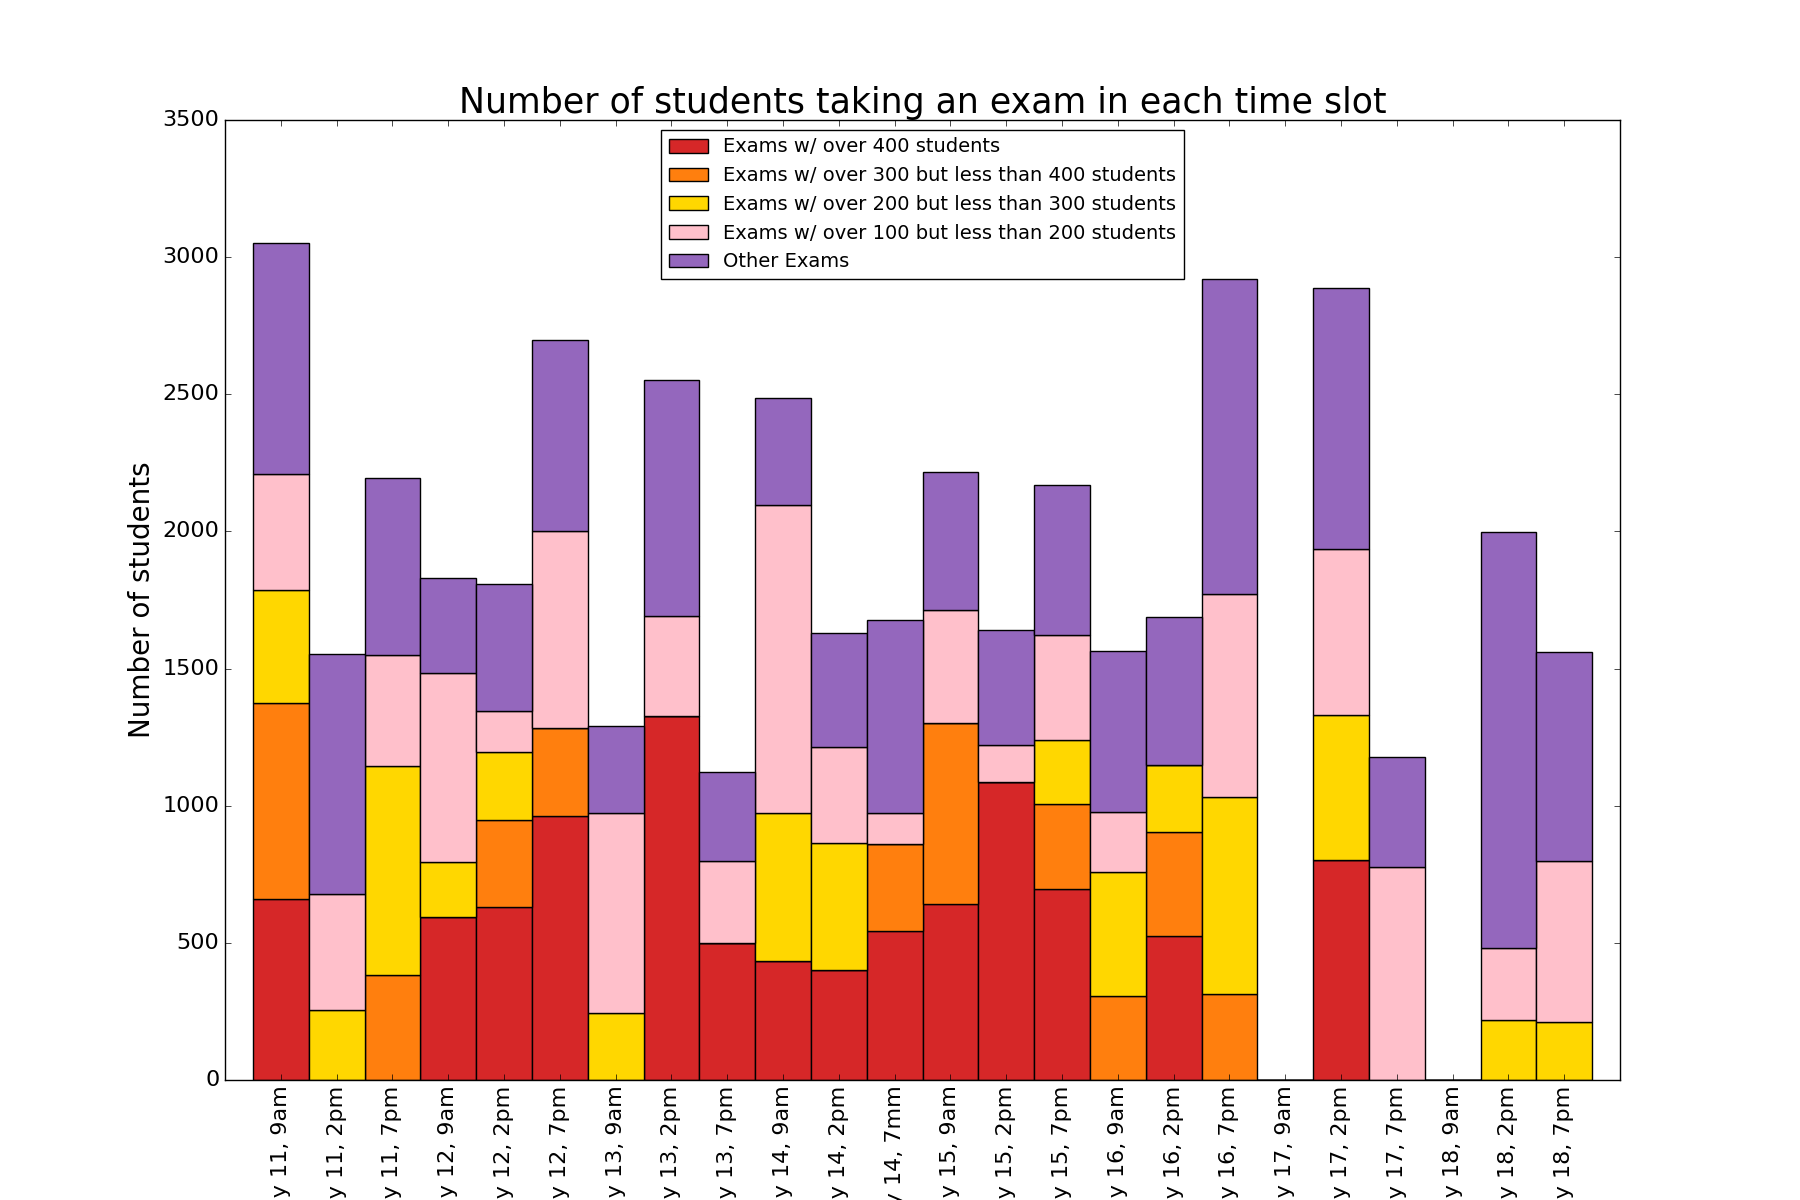 Number of students taking an exam in each time slot
Exams w/ over 400 students
Exams w/ over 300 but less than 400 students
Exams w/ over 200 but less than 300 students
Exams w/ over 100 but less than 200 students
Other Exams
Number of students
3500
3000
2500
2000
1500
1000
500
0
y 11, 9am
y 11, 2pm
y 11, 7pm
y 12, 9am
y 12, 2pm
y 12, 7pm
y 13, 9am
y 13, 2pm
y 13, 7pm
y 14, 9am
y 14, 2pm
y 14, 7mm
y 15, 9am
y 15, 2pm
y 15, 7pm
y 16, 9am
y 16, 2pm
y 16, 7pm
y 17, 9am
y 17, 2pm
y 17, 7pm
y 18, 9am
y 18, 2pm
y 18, 7pm